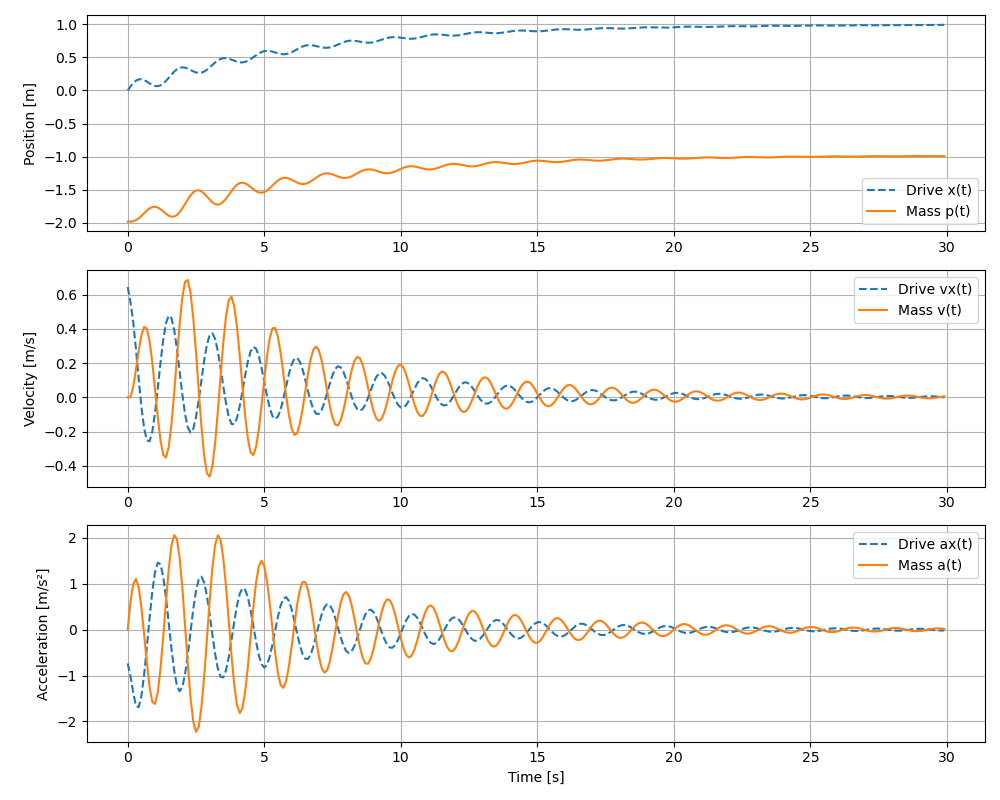 1.0
0.5
0.0
−0.5
−1.0
−1.5
−2.0
Position [m]
Drive x(t)
Mass p(t)
0 5 10 15 20 25 30
0.6
0.4
0.2
0.0
−0.2
−0.4
Velocity [m/s]
Drive vx(t)
Mass v(t)
0 5 10 15 20 25 30
2
1
0
−1
−2
Acceleration [m/s²]
Drive ax(t)
Mass a(t)
0 5 10 15 20 25 30
Time [s]